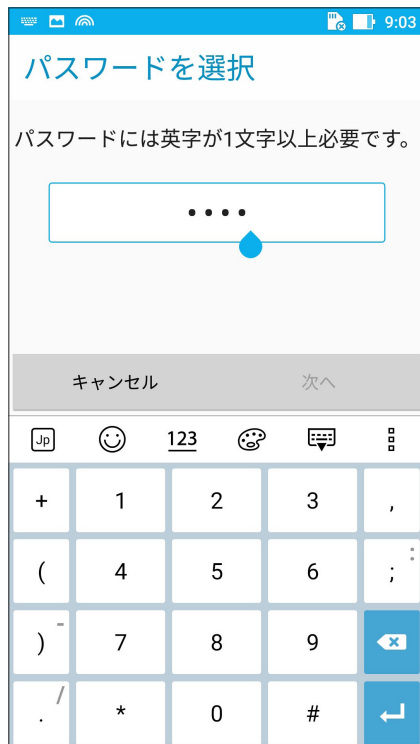 9:03
パスワードを選択
パスワードには英字が1文字以上必要です。
••••
キャンセル 次へ
Jp 123
+ 1 2 3 ,
( 4 5 6 ; :
) - 7 8 9
. / * 0 #